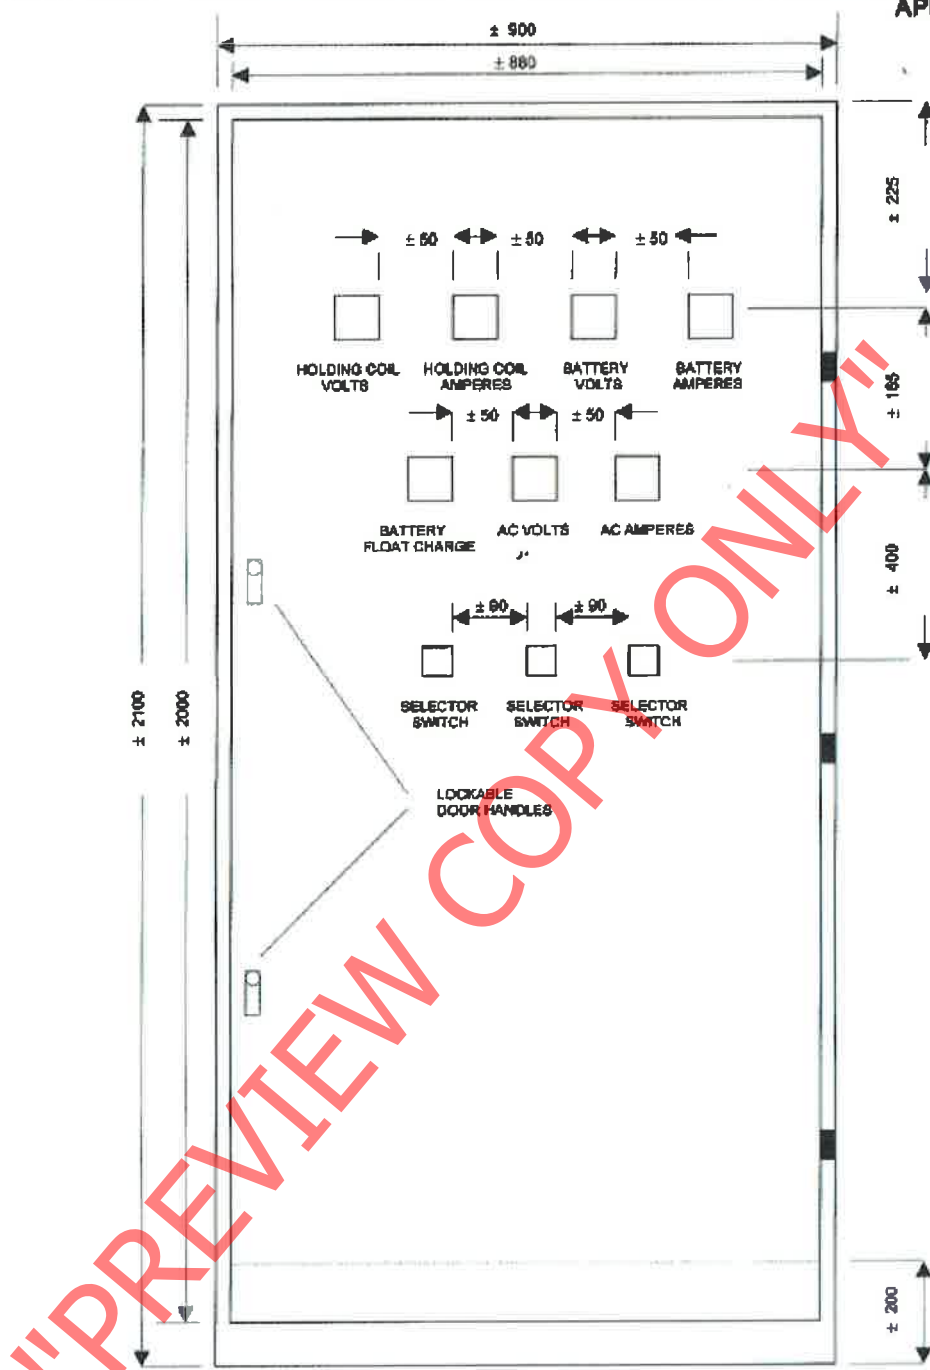 AP
± 900
± 880
± 225
± 50 ± 50 ± 50
HOLDING COIL VOLTS
HOLDING COIL AMPERES
BATTERY VOLTS
BATTERY AMPERES
± 165
± 50 ± 50
BATTERY FLOAT CHARGE
AC VOLTS
AC AMPERES
± 400
± 90 ± 90
SELECTOR SWITCH
SELECTOR SWITCH
SELECTOR SWITCH
± 2100
± 2000
LOCKABLE
DOOR HANDLES
± 200
"PREVIEW COPY ONLY"